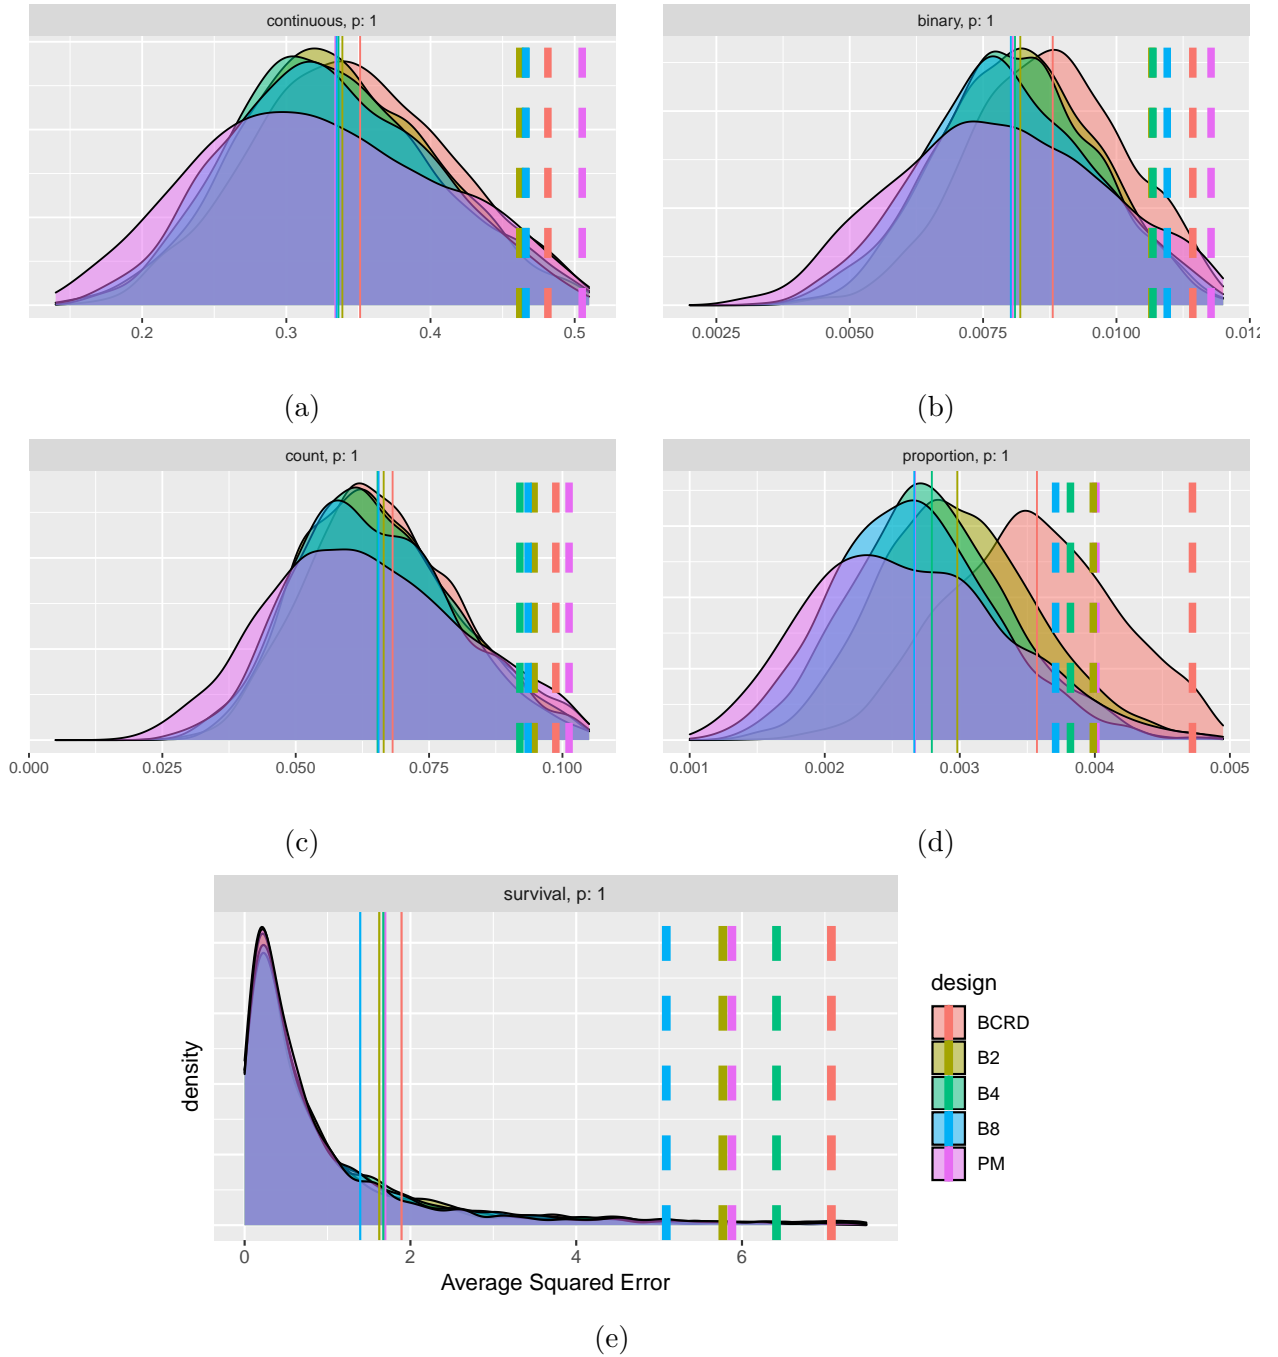 continuous, p: 1
binary, p: 1
0.2 0.3 0.4 0.5
0.0025 0.0050 0.0075 0.0100 0.012
(a)
(b)
count, p: 1
proportion, p: 1
0.000 0.025 0.050 0.075 0.100
0.001 0.002 0.003 0.004 0.005
(c)
(d)
survival, p: 1
density
0 2 4 6
Average Squared Error
design
BCRD
B2
B4
B8
PM
(e)